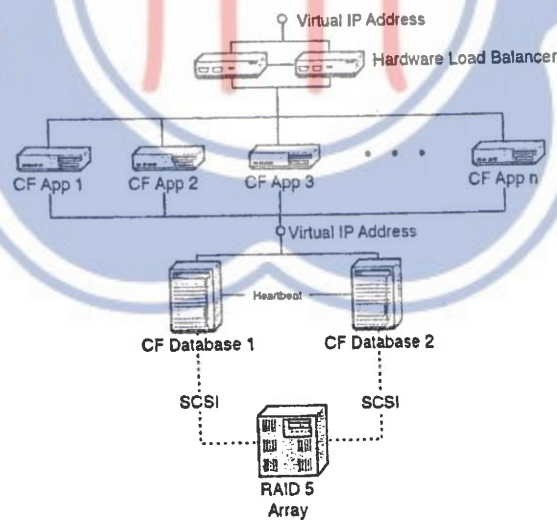 Virtual IP Address
Hardware Load Balancer
CF App 1
CF App 2
CF App 3
CF App n
Virtual IP Address
Heartbeat
CF Database 1
CF Database 2
SCSI
SCSI
RAID 5
Array